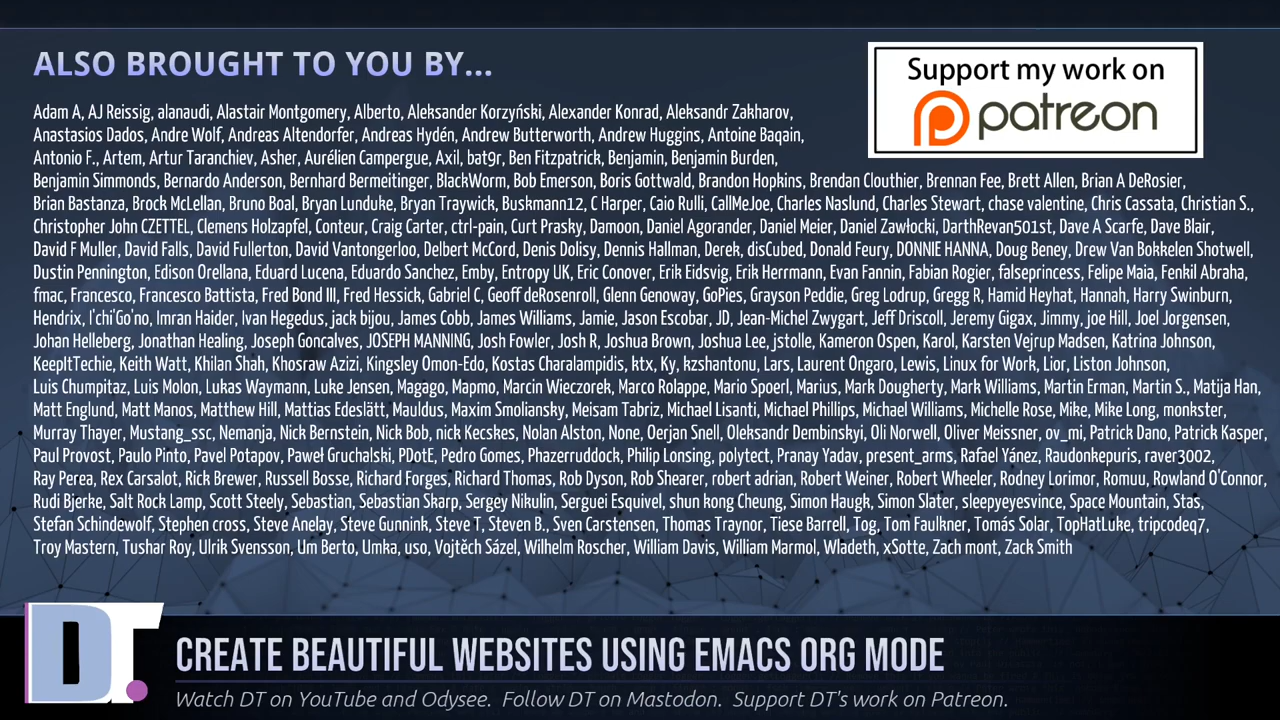 ALSO BROUGHT TO YOU BY...
Support my work on
patreon
Adam A, AJ Reissig, alanaudi, Alastair Montgomery, Alberto, Aleksander Korzyński, Alexander Konrad, Aleksandr Zakharov,
Anastasios Dados, Andre Wolf, Andreas Altendorfer, Andreas Hydén, Andrew Butterworth, Andrew Huggins, Antoine Baqain,
Antonio F., Artem, Artur Taranchiev, Asher, Aurélien Campergue, Axil, bat9r, Ben Fitzpatrick, Benjamin, Benjamin Burden,
Benjamin Simmonds, Bernardo Anderson, Bernhard Bermeitinger, BlackWorm, Bob Emerson, Boris Gottwald, Brandon Hopkins, Brendan Clouthier, Brennan Fee, Brett Allen, Brian A DeRosier,
Brian Bastanza, Brock McLellan, Bruno Boal, Bryan Lunduke, Bryan Traywick, Buskmann12, C Harper, Caio Rulli, CallMeJoe, Charles Naslund, Charles Stewart, chase valentine, Chris Cassata, Christian S.,
Christopher John CZETTEL, Clemens Holzapfel, Conteur, Craig Carter, ctrl-pain, Curt Prasky, Damoon, Daniel Agorander, Daniel Meier, Daniel Zawłocki, DarthRevan501st, Dave A Scarfe, Dave Blair,
David F Muller, David Falls, David Fullerton, David Vantongerloo, Delbert McCord, Denis Dolisy, Dennis Hallman, Derek, disCubed, Donald Feury, DONNIE HANNA, Doug Beney, Drew Van Bokkelen Shotwell,
Dustin Pennington, Edison Orellana, Eduard Lucena, Eduardo Sanchez, Emby, Entropy UK, Eric Conover, Erik Eidsvig, Erik Herrmann, Evan Fannin, Fabian Rogier, falseprincess, Felipe Maia, Fenkil Abraha,
fmac, Francesco, Francesco Battista, Fred Bond III, Fred Hessick, Gabriel C, Geoff deRosenroll, Glenn Genoway, GoPies, Grayson Peddie, Greg Lodrup, Gregg R, Hamid Heyhat, Hannah, Harry Swinburn,
Hendrix, I'chi'Go'no, Imran Haider, Ivan Hegedus, jack bijou, James Cobb, James Williams, Jamie, Jason Escobar, JD, Jean-Michel Zwygart, Jeff Driscoll, Jeremy Gigax, Jimmy, joe Hill, Joel Jorgensen,
Johan Helleberg, Jonathan Healing, Joseph Goncalves, JOSEPH MANNING, Josh Fowler, Josh R, Joshua Brown, Joshua Lee, jstolle, Kameron Ospen, Karol, Karsten Vejrup Madsen, Katrina Johnson,
KeepItTechie, Keith Watt, Khilan Shah, Khosraw Azizi, Kingsley Omon-Edo, Kostas Charalampidis, ktx, Ky, kzshantonu, Lars, Laurent Ongaro, Lewis, Linux for Work, Lior, Liston Johnson,
Luis Chumpitaz, Luis Molon, Lukas Waymann, Luke Jensen, Magago, Mapmo, Marcin Wieczorek, Marco Rolappe, Mario Spoerl, Marius, Mark Dougherty, Mark Williams, Martin Erman, Martin S., Matija Han,
Matt Englund, Matt Manos, Matthew Hill, Mattias Edeslätt, Mauldus, Maxim Smoliansky, Meisam Tabriz, Michael Lisanti, Michael Phillips, Michael Williams, Michelle Rose, Mike, Mike Long, monkster,
Murray Thayer, Mustang_ssc, Nemanja, Nick Bernstein, Nick Bob, nick Kecskes, Nolan Alston, None, Oerjan Snell, Oleksandr Dembinskyi, Oli Norwell, Oliver Meissner, ov_mi, Patrick Dano, Patrick Kasper,
Paul Provost, Paulo Pinto, Pavel Potapov, Paweł Gruchalski, PDotE, Pedro Gomes, Phazerruddock, Philip Lonsing, polytect, Pranay Yadav, present_arms, Rafael Yánez, Raudonkepuris, raver3002,
Ray Perea, Rex Carsalot, Rick Brewer, Russell Bosse, Richard Forges, Richard Thomas, Rob Dyson, Rob Shearer, robert adrian, Robert Weiner, Robert Wheeler, Rodney Lorimor, Romuu, Rowland O'Connor,
Rudi Bjerke, Salt Rock Lamp, Scott Steely, Sebastian, Sebastian Skarp, Sergey Nikulin, Serguei Esquivel, shun kong Cheung, Simon Haugk, Simon Slater, sleepyeyesvince, Space Mountain, Stas,
Stefan Schindewolf, Stephen cross, Steve Anelay, Steve Gunnink, Steve T, Steven B., Sven Carstensen, Thomas Traynor, Tiese Barrell, Tog, Tom Faulkner, Tomás Solar, TopHatLuke, tripcodeq7,
Troy Mastern, Tushar Roy, Ulrik Svensson, Um Berto, Umka, uso, Vojtěch Sázel, Wilhelm Roscher, William Davis, William Marmol, Wladeth, xSotte, Zach mont, Zack Smith
DT.
CREATE BEAUTIFUL WEBSITES USING EMACS ORG MODE
Watch DT on YouTube and Odysee. Follow DT on Mastodon. Support DT's work on Patreon.